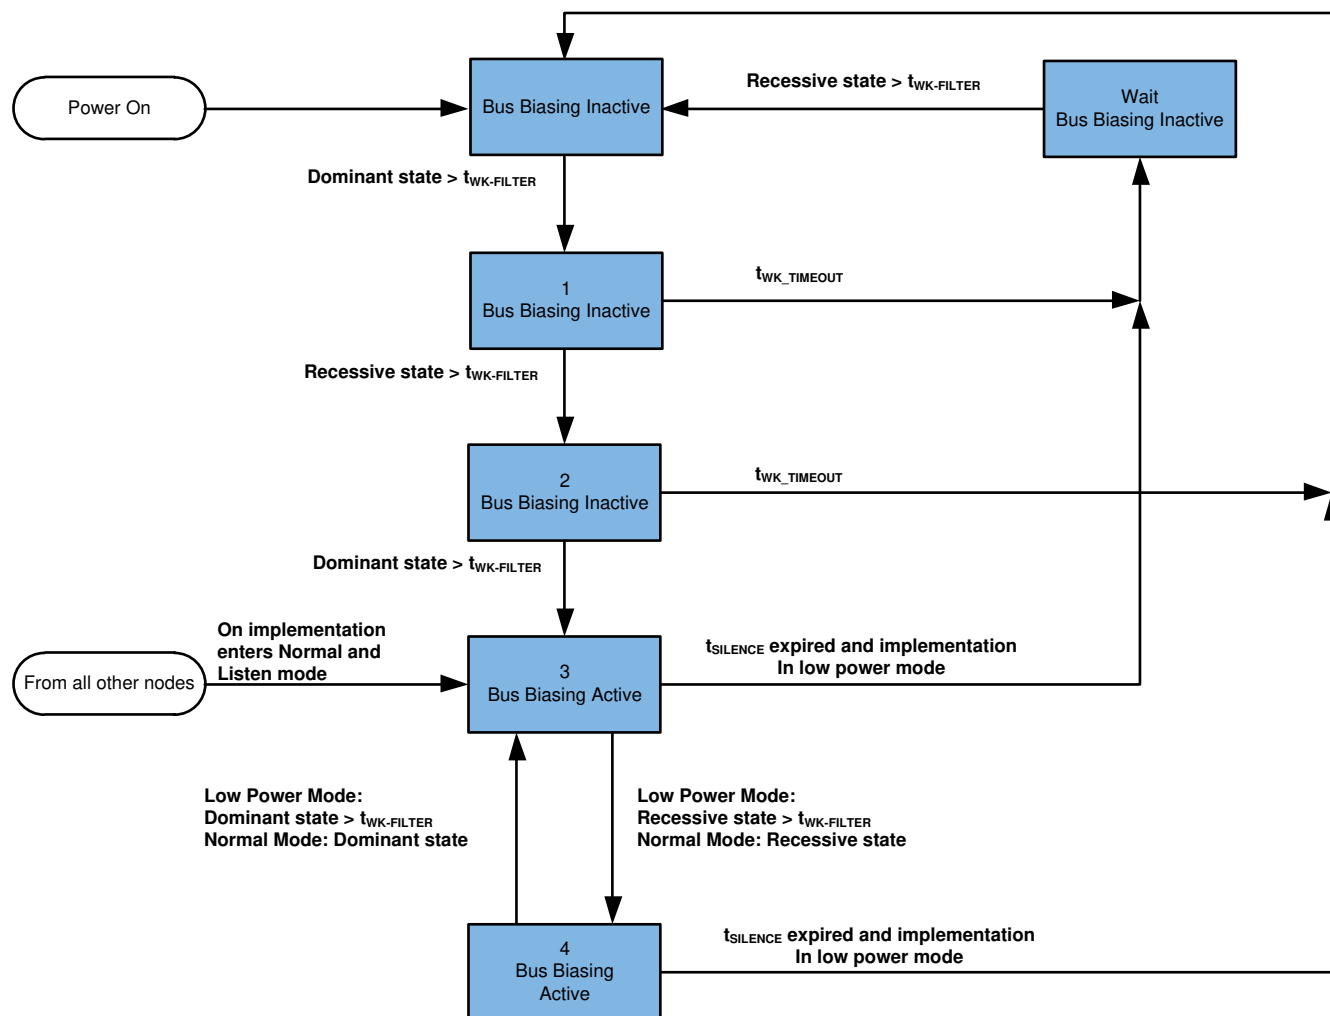 Power On
Bus Biasing Inactive
Recessive state > tWK-FILTER
Wait
Bus Biasing Inactive
Dominant state > tWK-FILTER
1
Bus Biasing Inactive
tWK_TIMEOUT
Recessive state > tWK-FILTER
2
Bus Biasing Inactive
tWK_TIMEOUT
Dominant state > tWK-FILTER
On implementation
enters Normal and
Listen mode
From all other nodes
3
Bus Biasing Active
tSILENCE expired and implementation
In low power mode
Low Power Mode:
Dominant state > tWK-FILTER
Normal Mode: Dominant state
Low Power Mode:
Recessive state > tWK-FILTER
Normal Mode: Recessive state
4
Bus Biasing
Active
tSILENCE expired and implementation
In low power mode